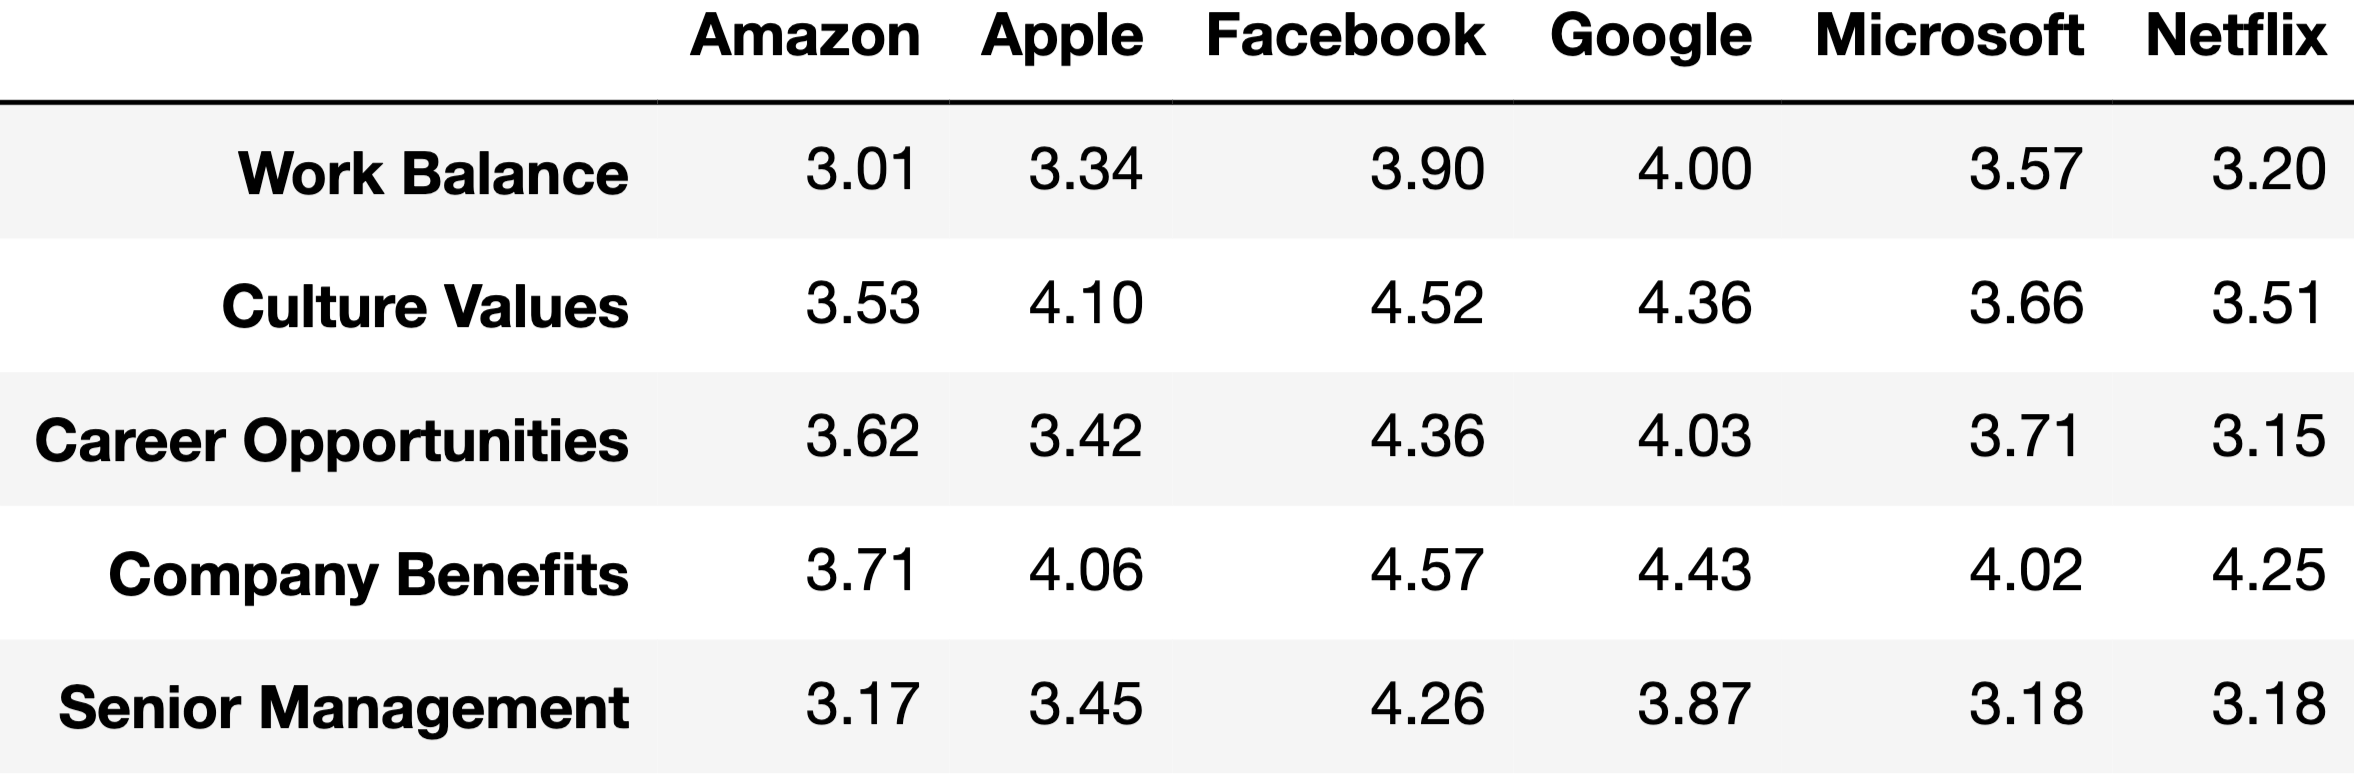 Amazon Apple Facebook Google Microsoft Netflix
Work Balance 3.01 3.34 3.90 4.00 3.57 3.20
Culture Values 3.53 4.10 4.52 4.36 3.66 3.51
Career Opportunities 3.62 3.42 4.36 4.03 3.71 3.15
Company Benefits 3.71 4.06 4.57 4.43 4.02 4.25
Senior Management 3.17 3.45 4.26 3.87 3.18 3.18